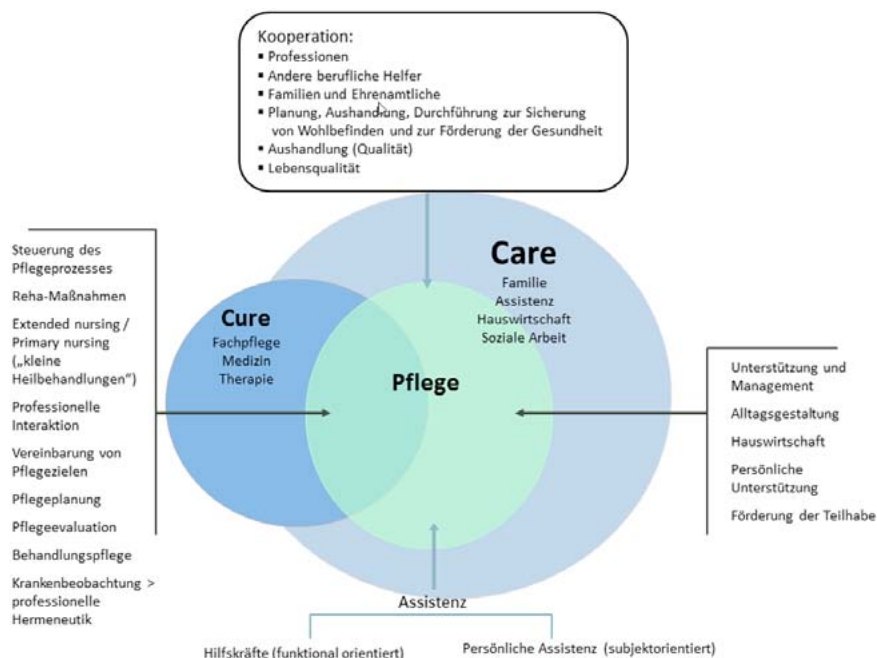 Kooperation:
▪ Professionen
▪ Andere berufliche Helfer
▪ Familien und Ehrenamtliche
▪ Planung, Aushandlung, Durchführung zur Sicherung
von Wohlbefinden und zur Förderung der Gesundheit
▪ Aushandlung (Qualität)
▪ Lebensqualität
Steuerung des
Pflegeprozesses
Reha-Maßnahmen
Extended nursing /
Primary nursing
(„kleine
Heilbehandlungen“)
Professionelle
Interaktion
Vereinbarung von
Pflegezielen
Pflegeplanung
Pflegeevaluation
Behandlungspflege
Krankenbeobachtung >
professionelle
Hermeneutik
Cure
Fachpflege
Medizin
Therapie
Pflege
Care
Familie
Assistenz
Hauswirtschaft
Soziale Arbeit
Unterstützung und
Management
Alltagsgestaltung
Hauswirtschaft
Persönliche
Unterstützung
Förderung der Teilhabe
Assistenz
Hilfskräfte (funktional orientiert)
Persönliche Assistenz (subjektorientiert)